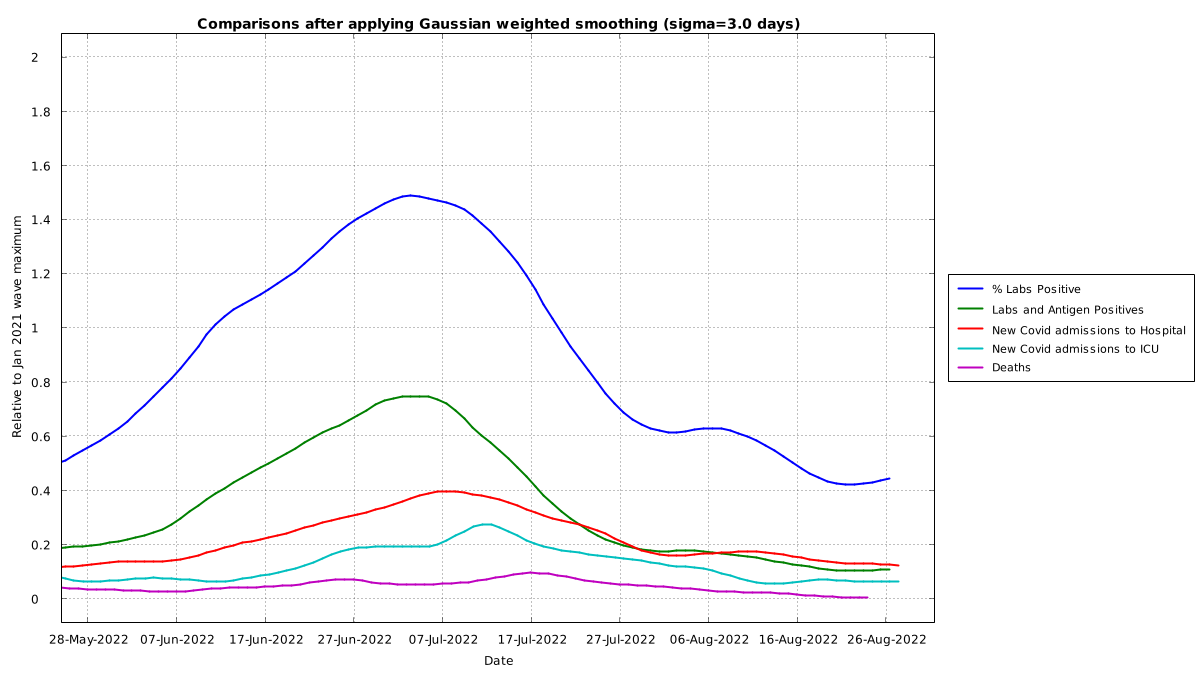 Comparisons after applying Gaussian weighted smoothing (sigma=3.0 days)
2
1.8
1.6
1.4
1.2
1
0.8
0.6
0.4
0.2
0
Relative to Jan 2021 wave maximum
28-May-2022 07-Jun-2022 17-Jun-2022 27-Jun-2022 07-Jul-2022 17-Jul-2022 27-Jul-2022 06-Aug-2022 16-Aug-2022 26-Aug-2022
Date
% Labs Positive
Labs and Antigen Positives
New Covid admissions to Hospital
New Covid admissions to ICU
Deaths